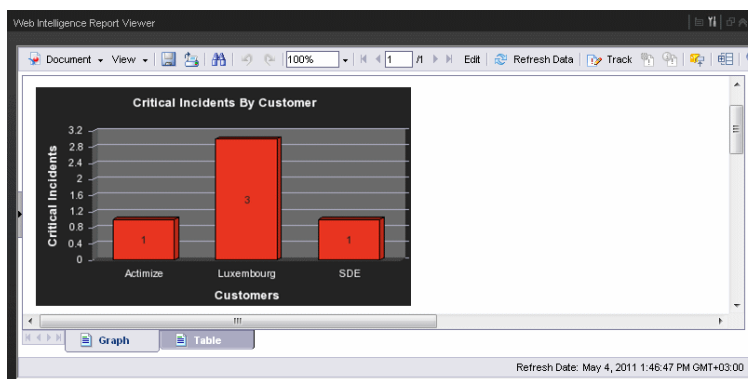 Web Intelligence Report Viewer
Document View 100% 1 /1 Edit Refresh Data Track
Critical Incidents By Customer
Critical Incidents
3.2
2.8
2.4
2
1.6
1.2
0.8
0.4
0
1
3
1
Actimize Luxembourg SDE
Customers
Graph Table
Refresh Date: May 4, 2011 1:46:47 PM GMT+03:00